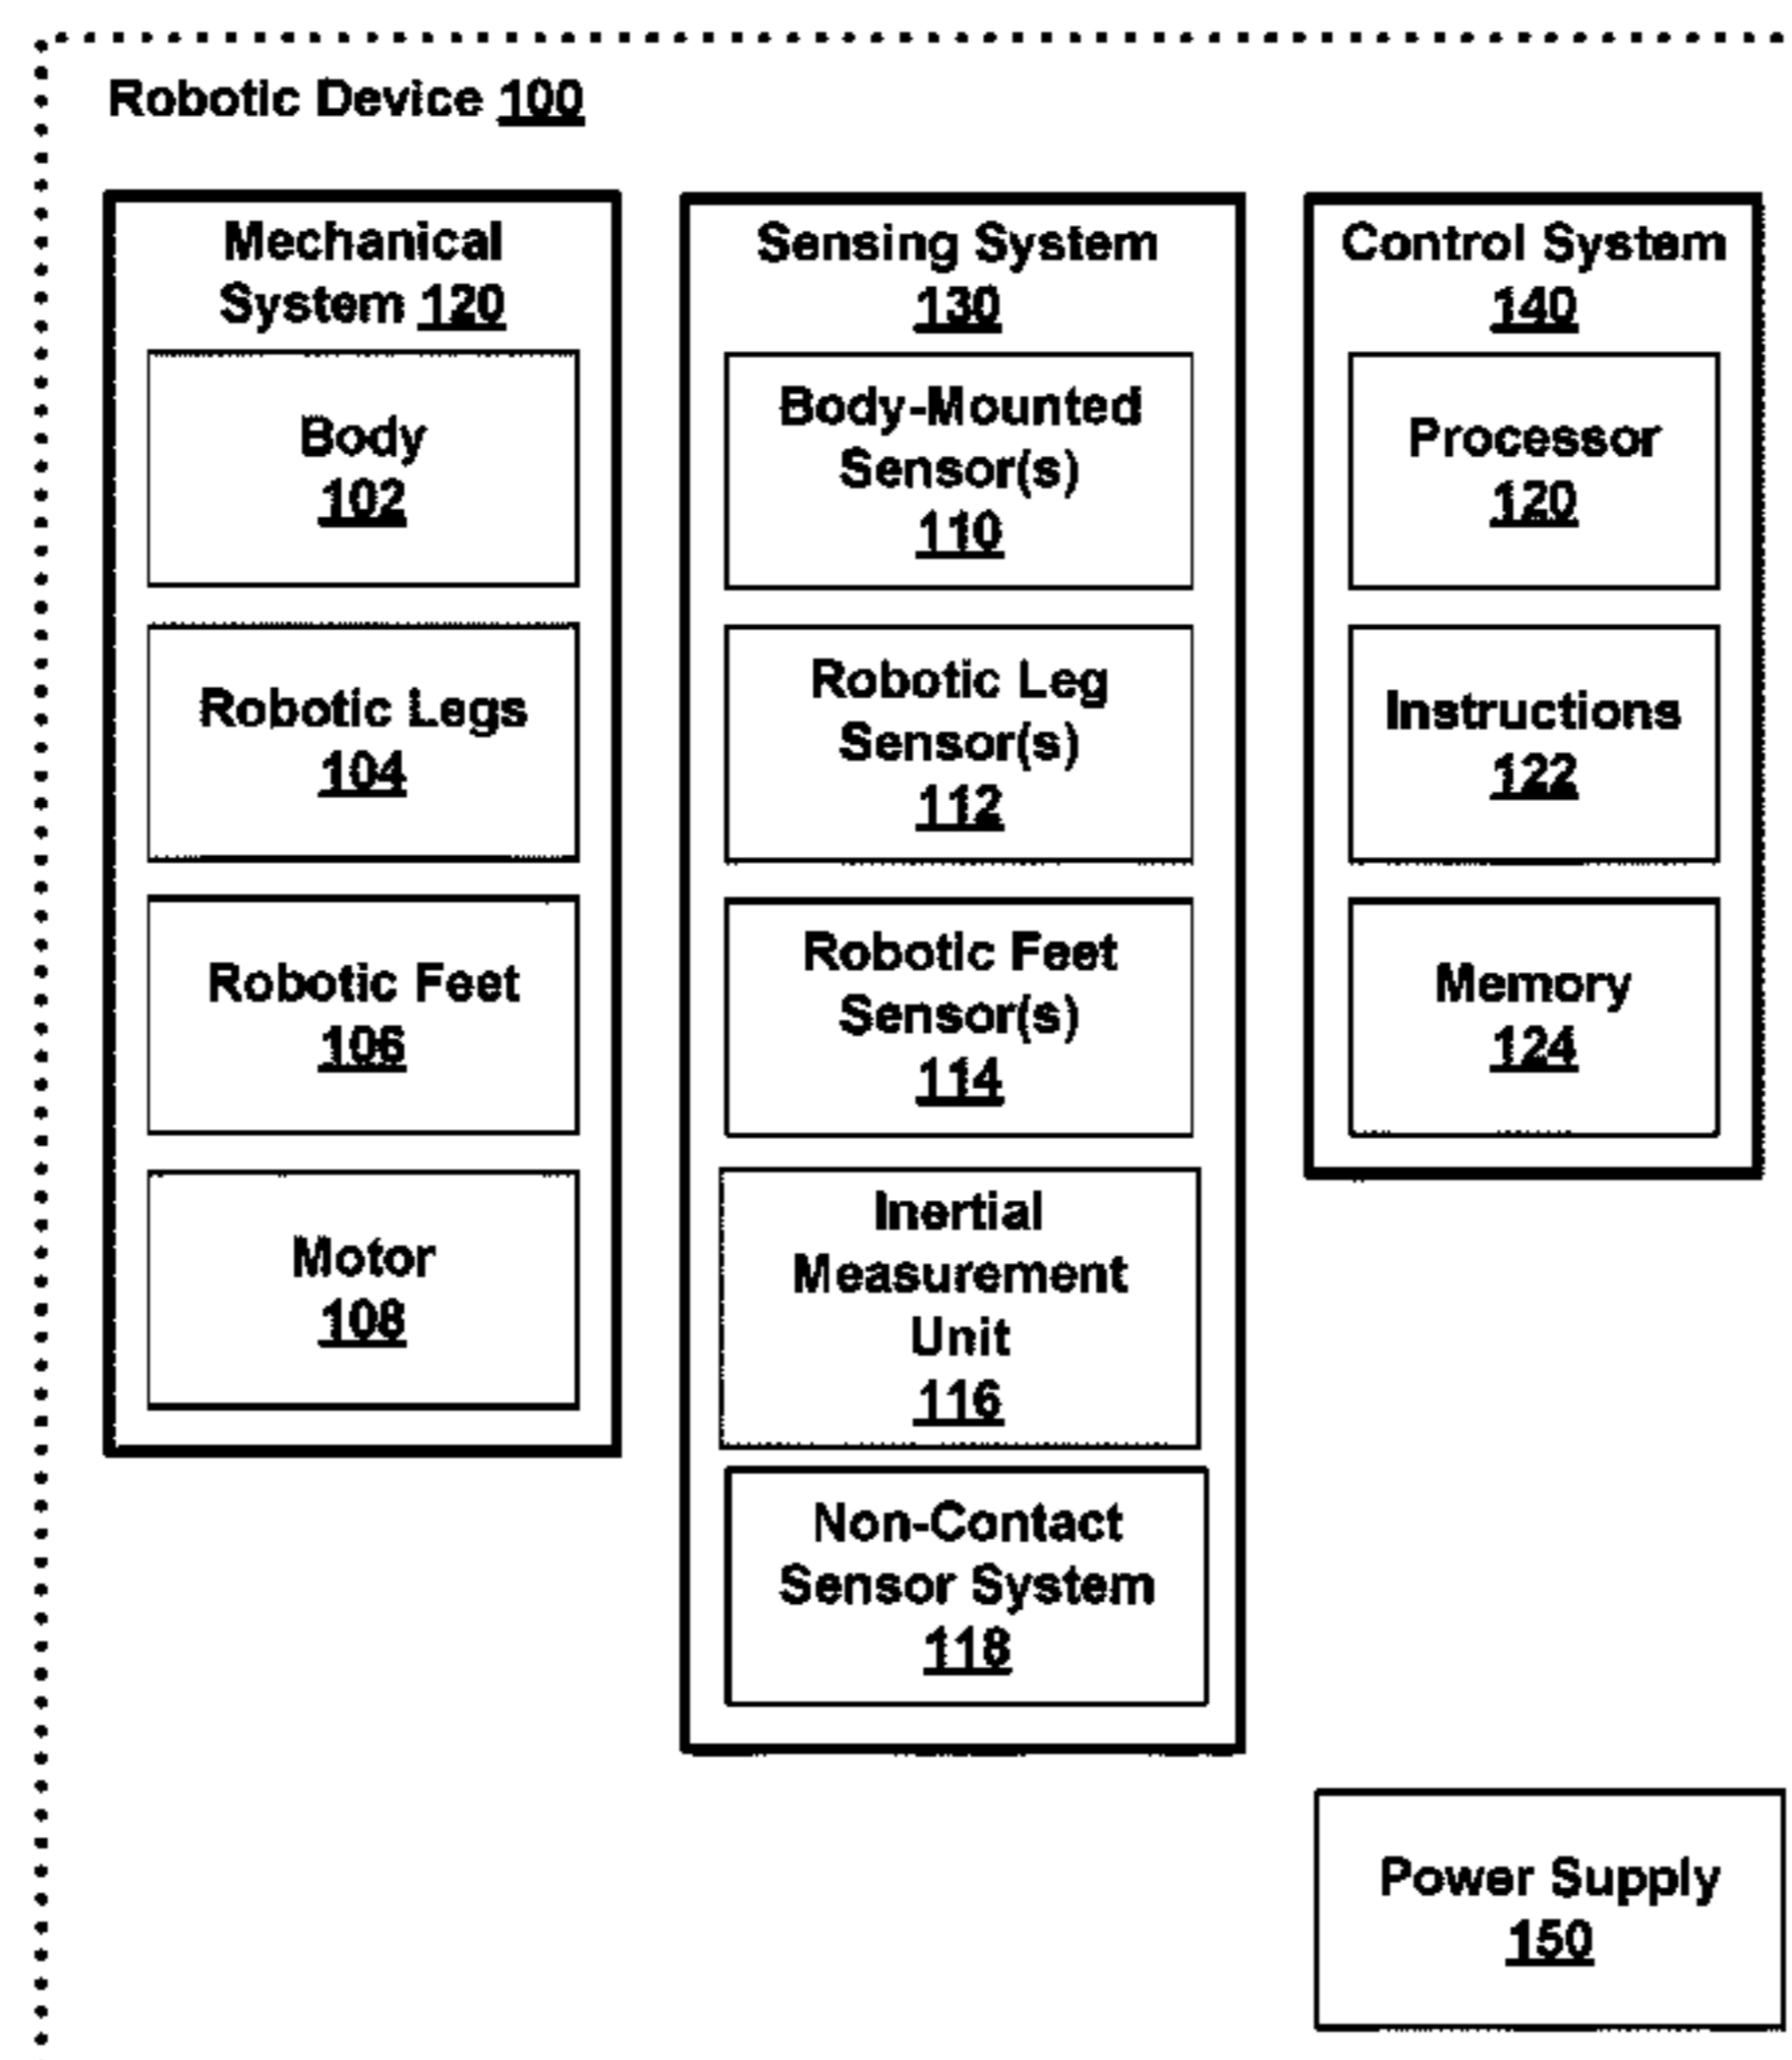 Robotic Device 100
Mechanical
System 120
Body
102
Robotic Legs
104
Robotic Feet
106
Motor
108
Sensing System
130
Body-Mounted
Sensor(s)
110
Robotic Leg
Sensor(s)
112
Robotic Feet
Sensor(s)
114
Inertial
Measurement
Unit
116
Non-Contact
Sensor System
118
Control System
140
Processor
120
Instructions
122
Memory
124
Power Supply
150